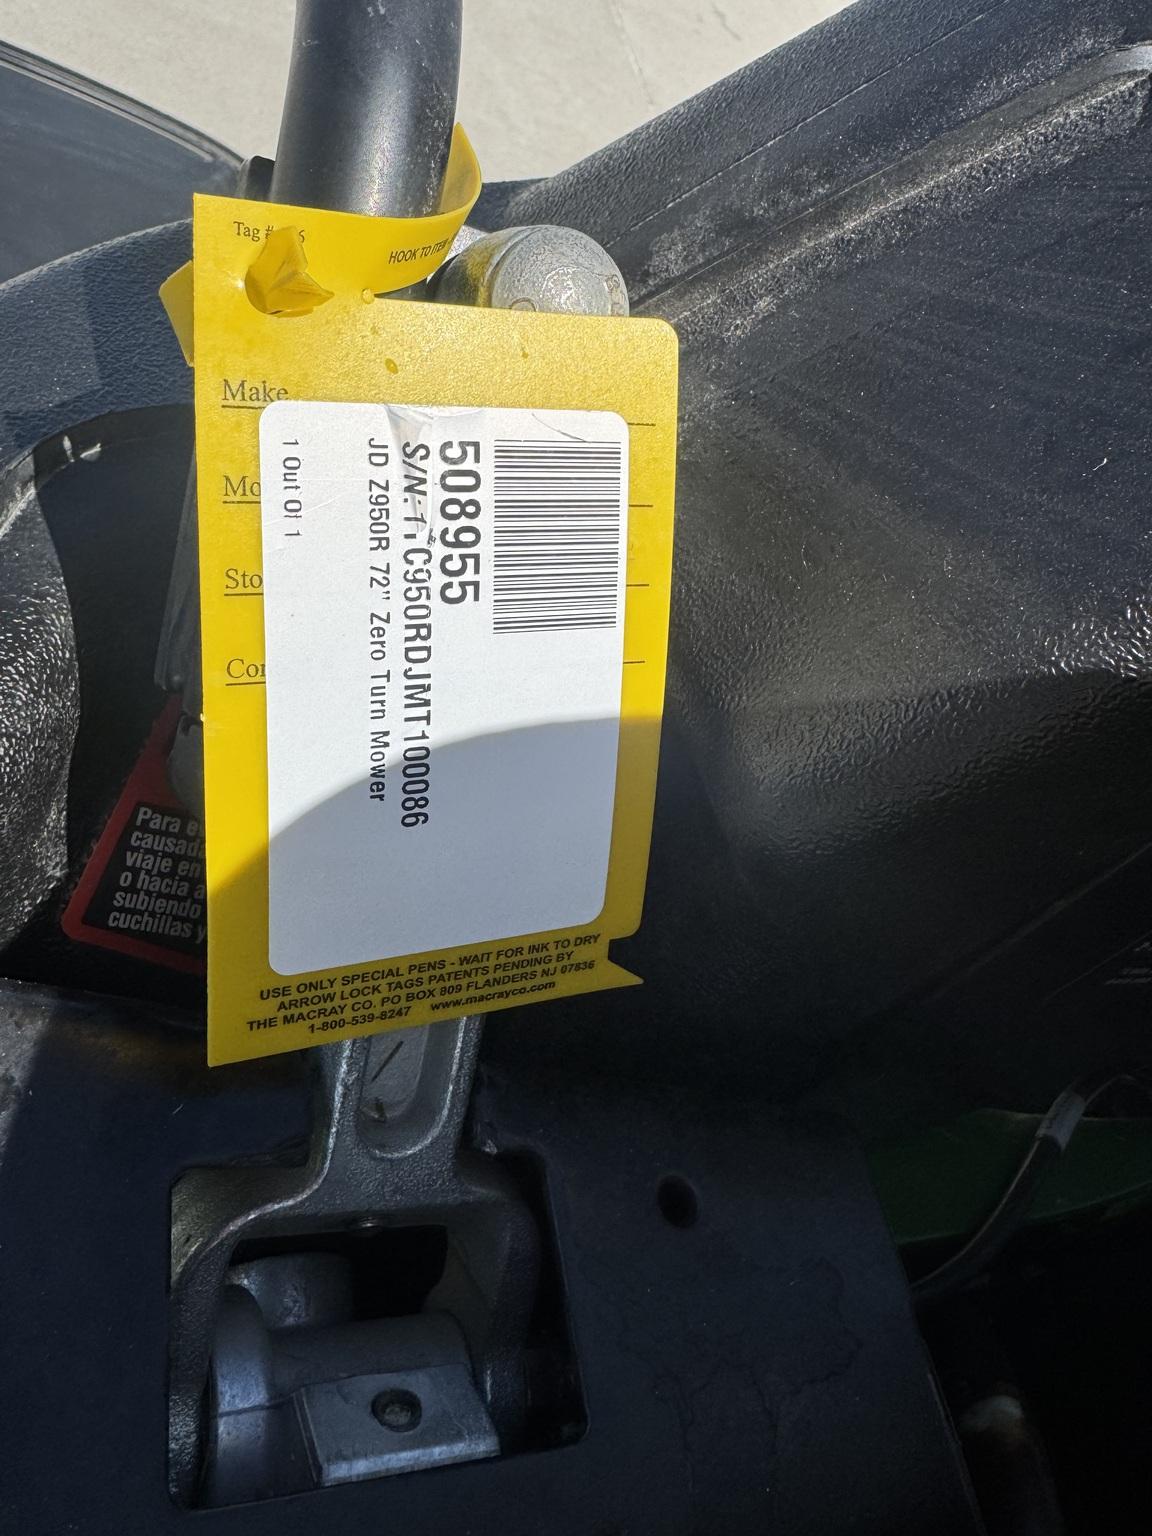 Tag #
HOOK TO ITEM
Make
508955
S/N: 1TC950RDJMT100086
JD Z950R 72" Zero Turn Mower
1 Out Of 1
USE ONLY SPECIAL PENS - WAIT FOR INK TO DRY
ARROW LOCK TAGS PATENTS PENDING BY
THE MACRAY CO. PO BOX 809 FLANDERS NJ 07836
1-800-539-8247 www.macrayco.com
Para
viaje en
o hacia
subiendo
cuchillas y